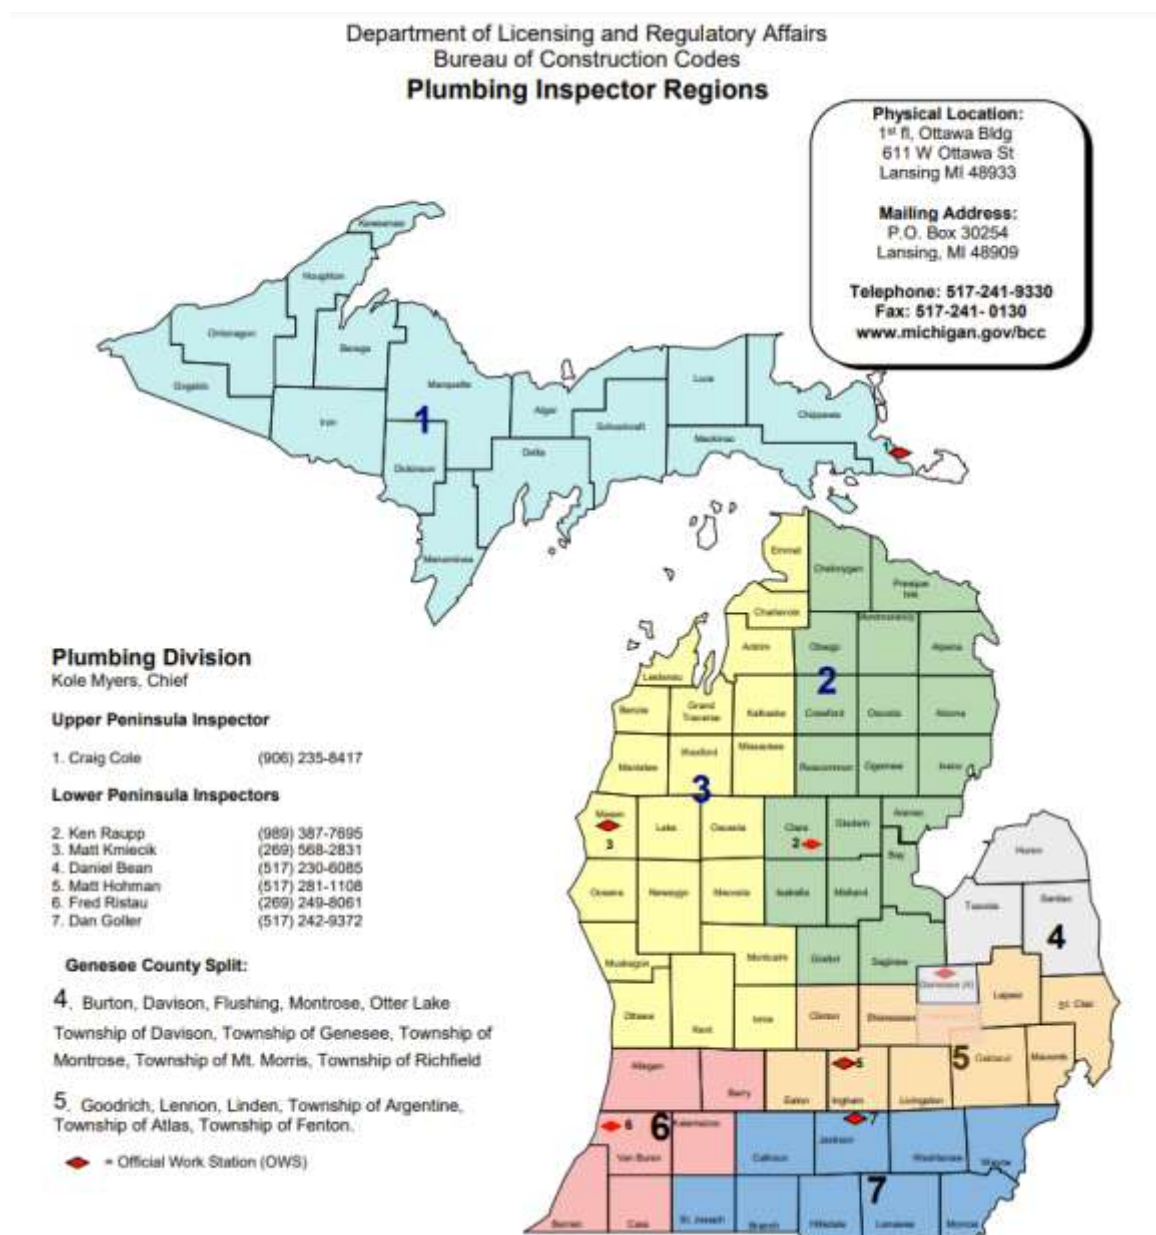 Department of Licensing and Regulatory Affairs
Bureau of Construction Codes
Plumbing Inspector Regions
Physical Location:
1st fl, Ottawa Bldg
611 W Ottawa St
Lansing MI 48933
Mailing Address:
P.O. Box 30254
Lansing, MI 48909
Telephone: 517-241-9330
Fax: 517-241- 0130
www.michigan.gov/bcc
Keweenaw
Houghton
Ontonagon
Baraga
Gogebic
Marquette
Luce
Iron
1
Alger
Schoolcraft
Chippewa
Mackinac
1
Dickinson
Delta
Menominee
Emmet
Cheboygan
Presque Isle
Charlevoix
Montmorency
Antrim
Otsego
Alpena
Leelanau
2
Benzie
Grand Traverse
Kalkaska
Crawford
Oscoda
Alcona
Manistee
Wexford
Missaukee
Roscommon
Ogemaw
Iosco
3
Mason
3
Lake
Osceola
Clare
2
Gladwin
Arenac
Huron
Bay
Oceana
Newaygo
Mecosta
Isabella
Midland
Tuscola
Sanilac
4
Muskegon
Montcalm
Gratiot
Saginaw
Genesee (4)
Lapeer
St. Clair
Ottawa
Kent
Ionia
Clinton
Shiawassee
5
Oakland
Macomb
Allegan
Barry
Eaton
Ingham
5
Livingston
6
6
Kalamazoo
Van Buren
Calhoun
Jackson
7
Washtenaw
Wayne
7
Berrien
Cass
St. Joseph
Branch
Hillsdale
Lenawee
Monroe
Plumbing Division
Kole Myers, Chief
Upper Peninsula Inspector
1. Craig Cole (906) 235-8417
Lower Peninsula Inspectors
2. Ken Raupp (989) 387-7695
3. Matt Kmiecik (269) 568-2831
4. Daniel Bean (517) 230-6085
5. Matt Hohman (517) 281-1108
6. Fred Ristau (269) 249-8061
7. Dan Goller (517) 242-9372
Genesee County Split:
4. Burton, Davison, Flushing, Montrose, Otter Lake
Township of Davison, Township of Genesee, Township of
Montrose, Township of Mt. Morris, Township of Richfield
5. Goodrich, Lennon, Linden, Township of Argentine,
Township of Atlas, Township of Fenton.
= Official Work Station (OWS)